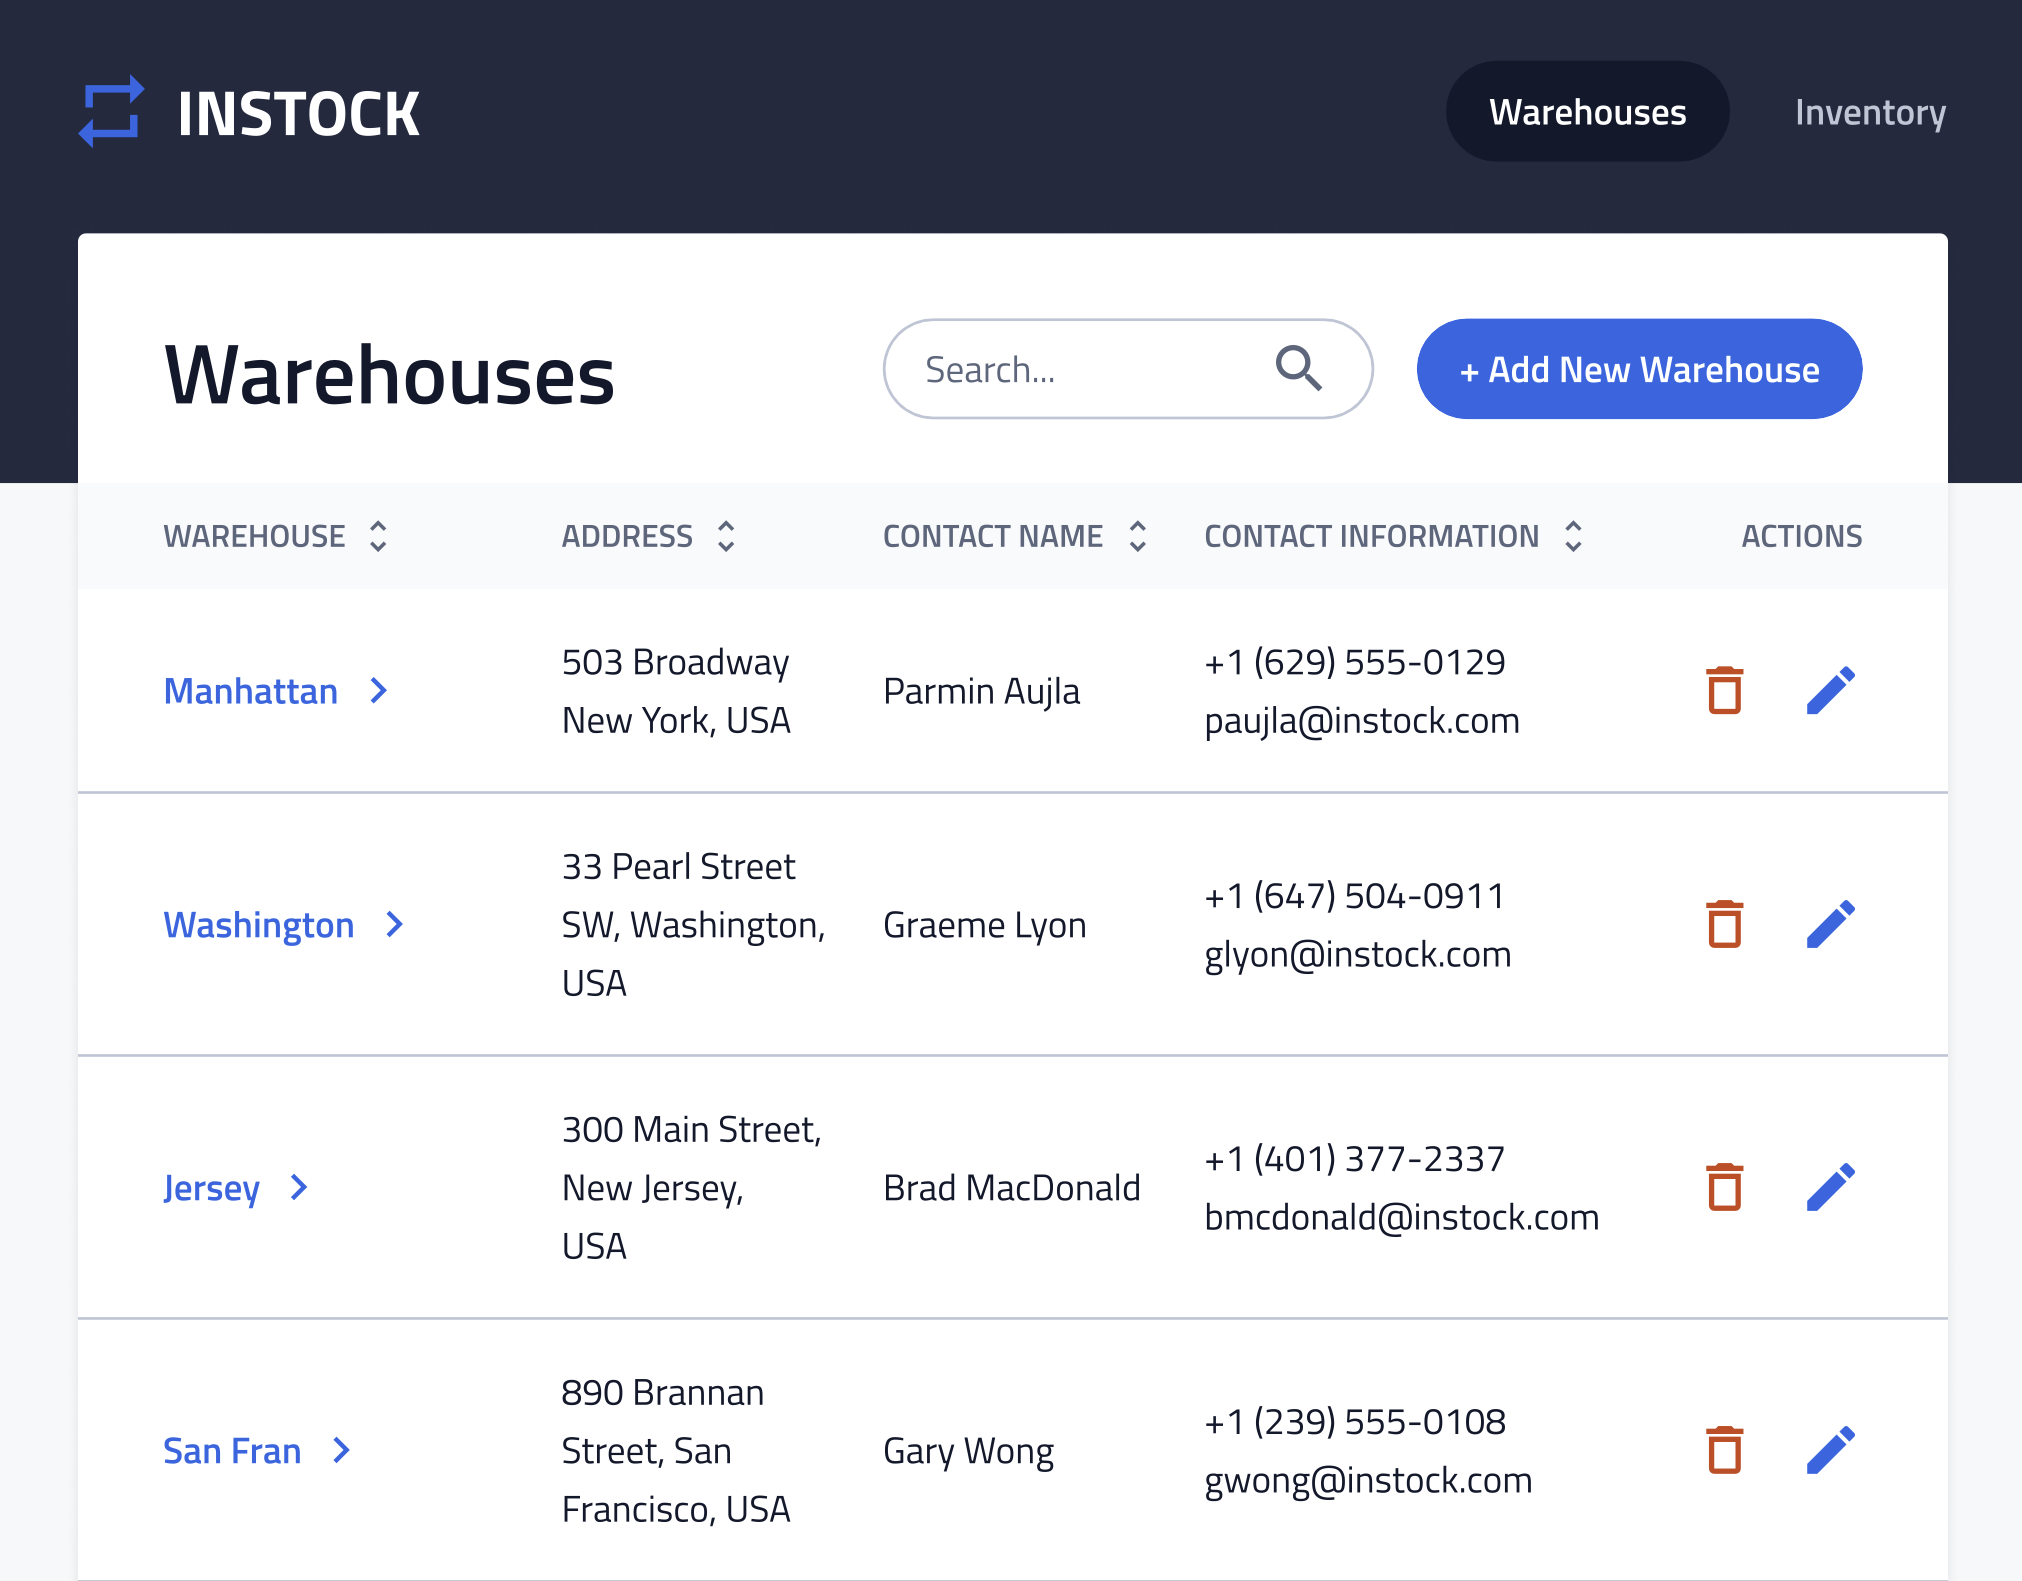 INSTOCK
Warehouses
Inventory
Warehouses
Search...
+ Add New Warehouse
WAREHOUSE
ADDRESS
CONTACT NAME
CONTACT INFORMATION
ACTIONS
Manhattan
503 Broadway
New York, USA
Parmin Aujla
+1 (629) 555-0129
paujla@instock.com
Washington
33 Pearl Street
SW, Washington,
USA
Graeme Lyon
+1 (647) 504-0911
glyon@instock.com
Jersey
300 Main Street,
New Jersey,
USA
Brad MacDonald
+1 (401) 377-2337
bmcdonald@instock.com
San Fran
890 Brannan
Street, San
Francisco, USA
Gary Wong
+1 (239) 555-0108
gwong@instock.com